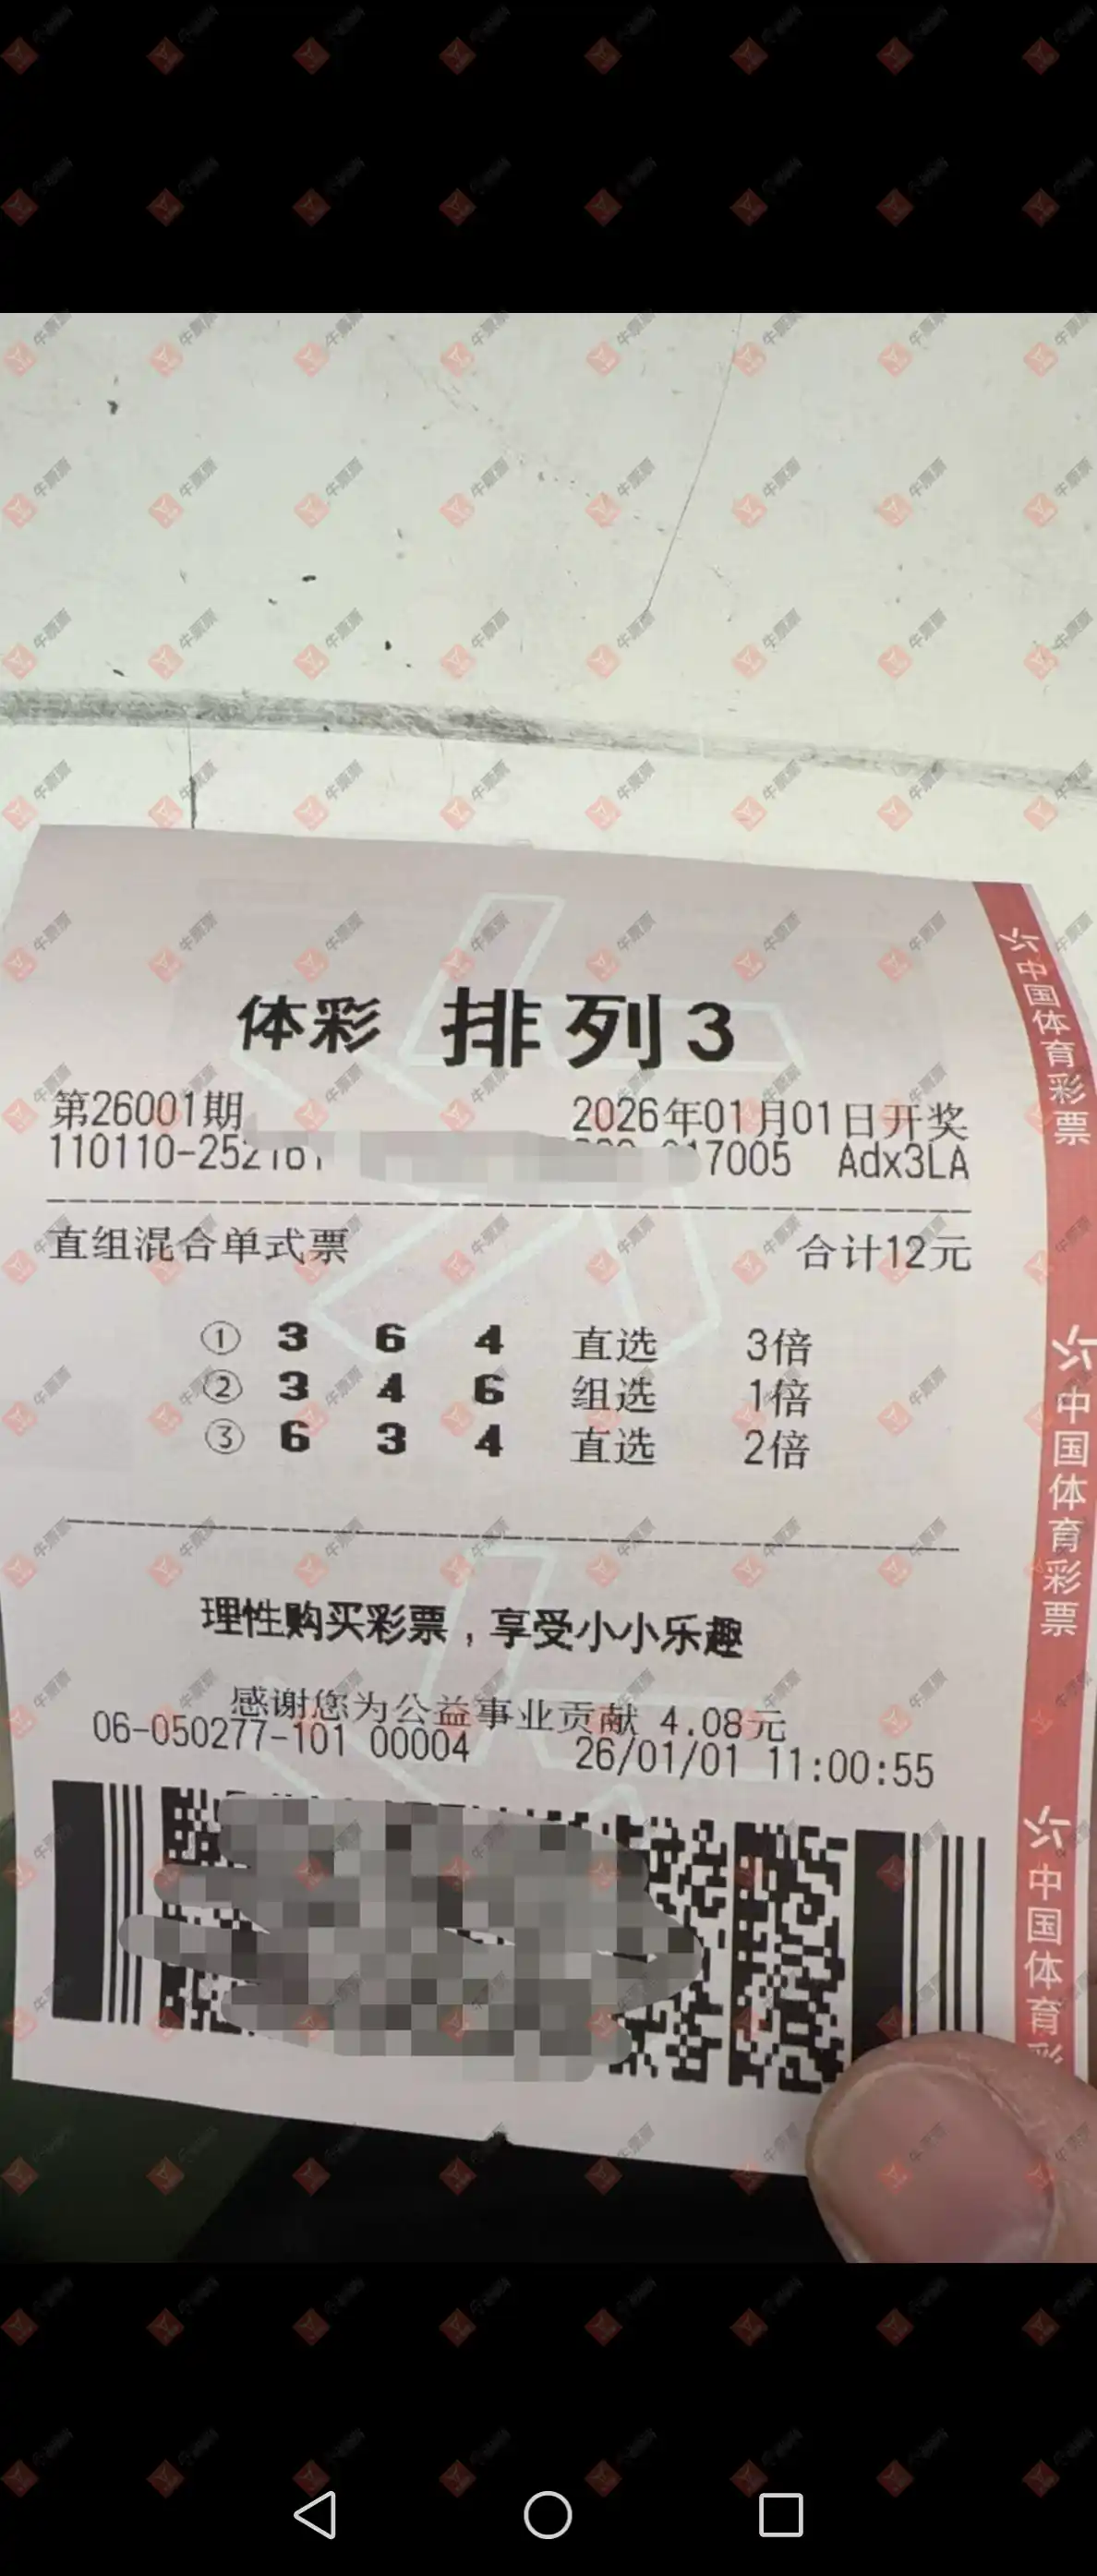 体彩 排列3
第26001期 2026年01月01日开奖
110110-252161 17005 Adx3LA
直组混合单式票 合计12元
① 3 6 4 直选 3倍
② 3 4 6 组选 1倍
③ 6 3 4 直选 2倍
理性购买彩票，享受小小乐趣
感谢您为公益事业贡献 4.08元
06-050277-101 00004 26/01/01 11:00:55
中国体育彩票
中国体育彩票
中国体育彩
牛票票